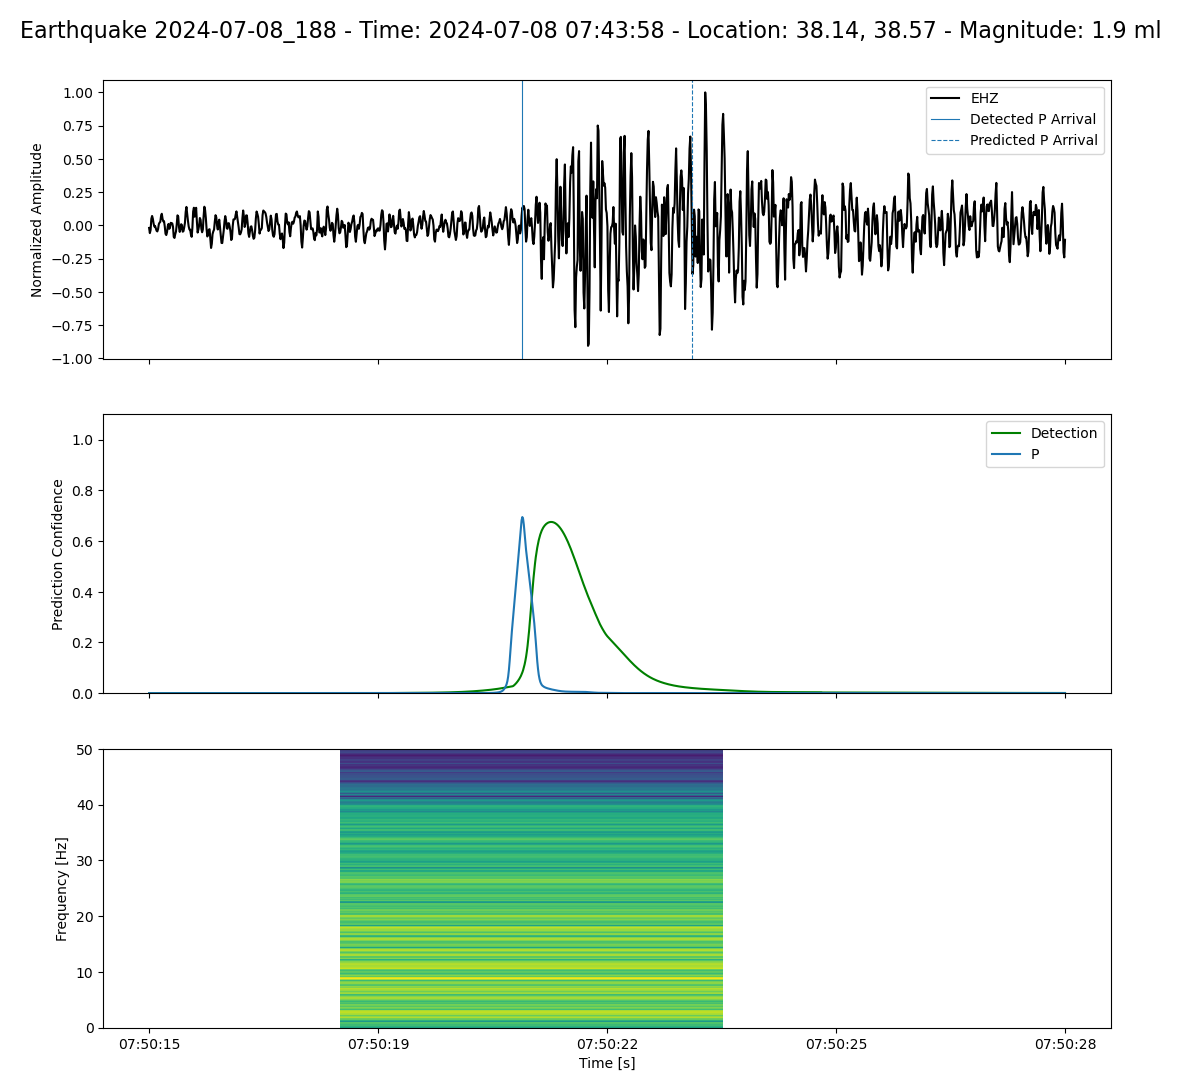 Earthquake 2024-07-08_188 - Time: 2024-07-08 07:43:58 - Location: 38.14, 38.57 - Magnitude: 1.9 ml
Normalized Amplitude
1.00
0.75
0.50
0.25
0.00
−0.25
−0.50
−0.75
−1.00
EHZ
Detected P Arrival
Predicted P Arrival
Prediction Confidence
1.0
0.8
0.6
0.4
0.2
0.0
Detection
P
Frequency [Hz]
50
40
30
20
10
0
07:50:15
07:50:19
07:50:22
07:50:25
07:50:28
Time [s]